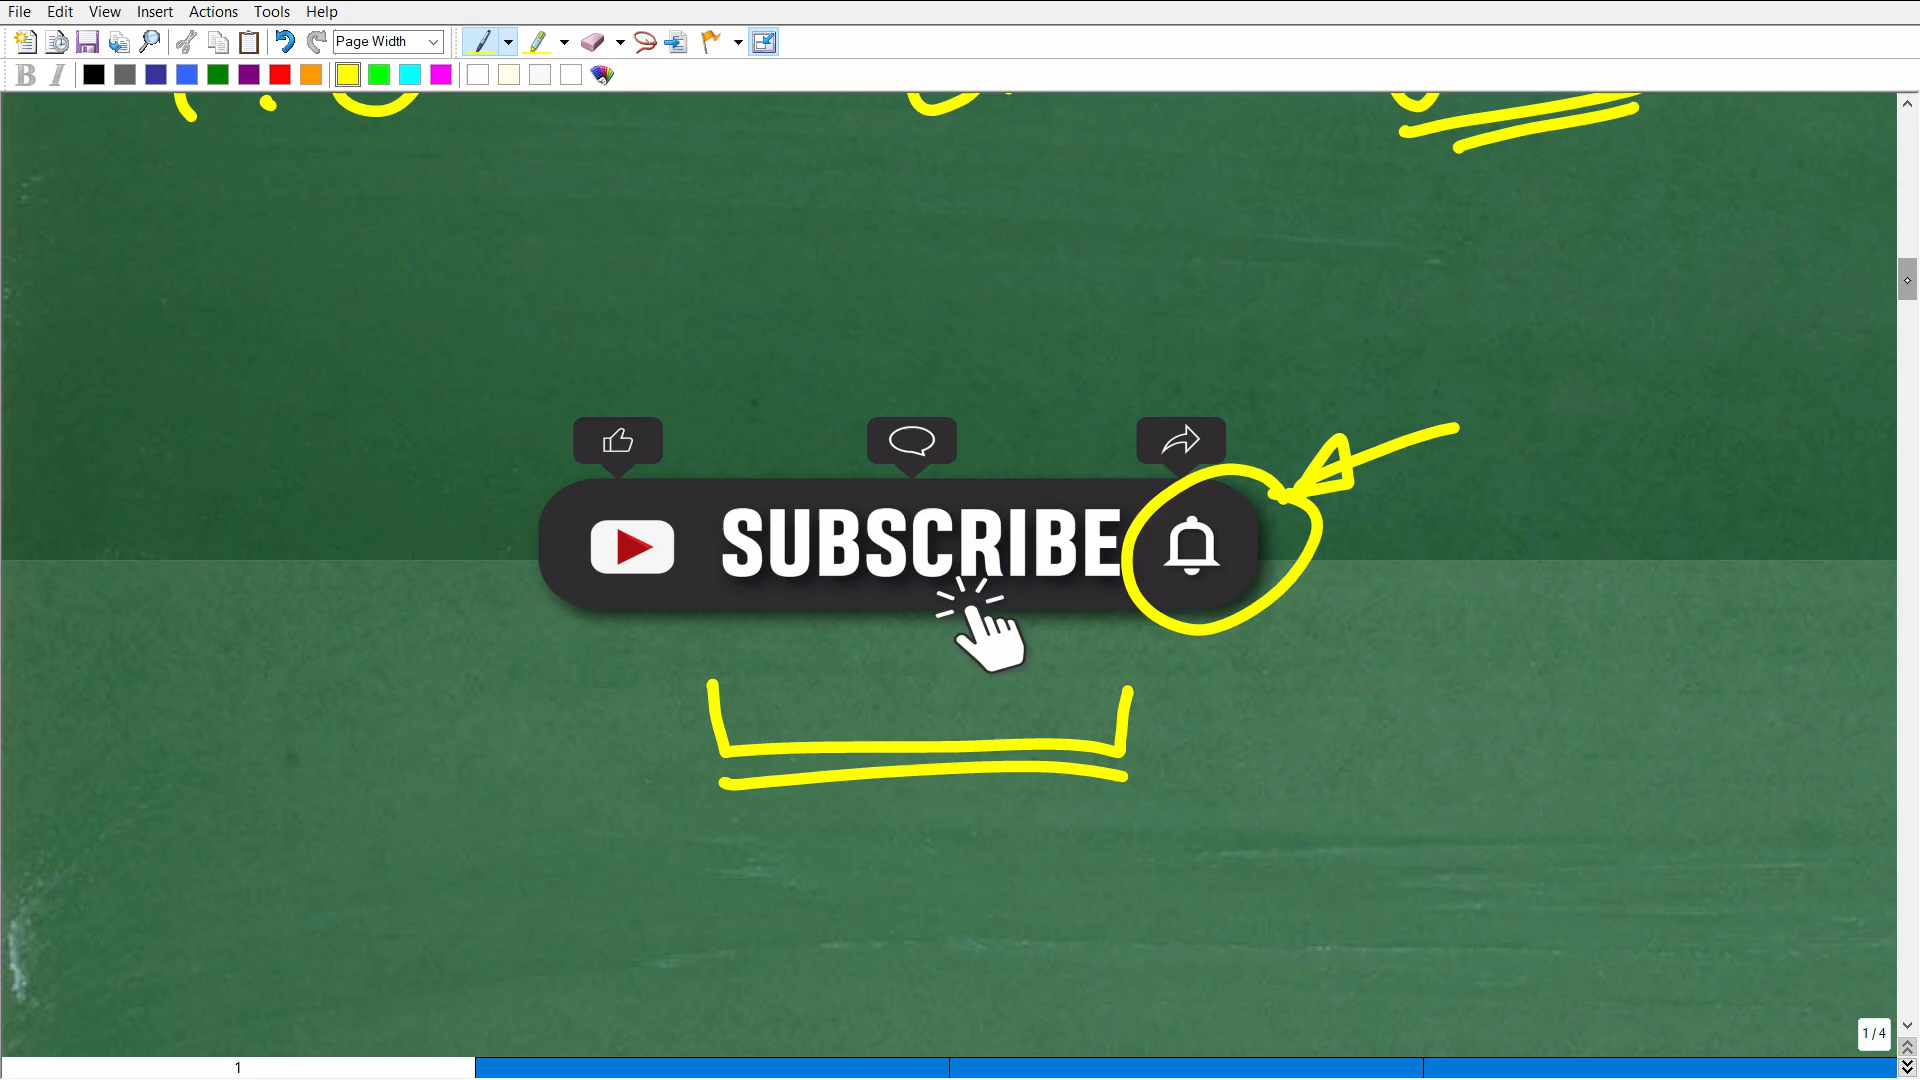 File Edit View Insert Actions Tools Help
Page Width
B I
SUBSCRIBE
1 / 4
1